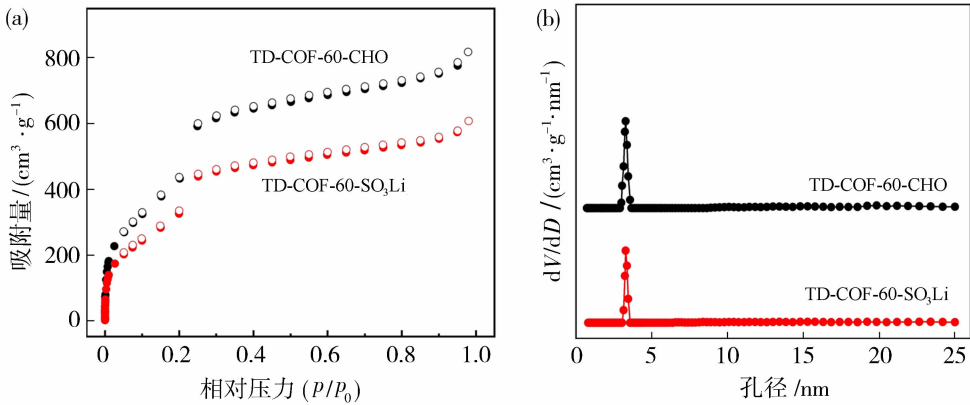 (a)
吸附量/(cm³·g⁻¹)
800
600
400
200
0
TD-COF-60-CHO
TD-COF-60-SO₃Li
0 0.2 0.4 0.6 0.8 1.0
相对压力 (p/p₀)
(b)
dV/dD /(cm³·g⁻¹·nm⁻¹)
TD-COF-60-CHO
TD-COF-60-SO₃Li
0 5 10 15 20 25
孔径 /nm